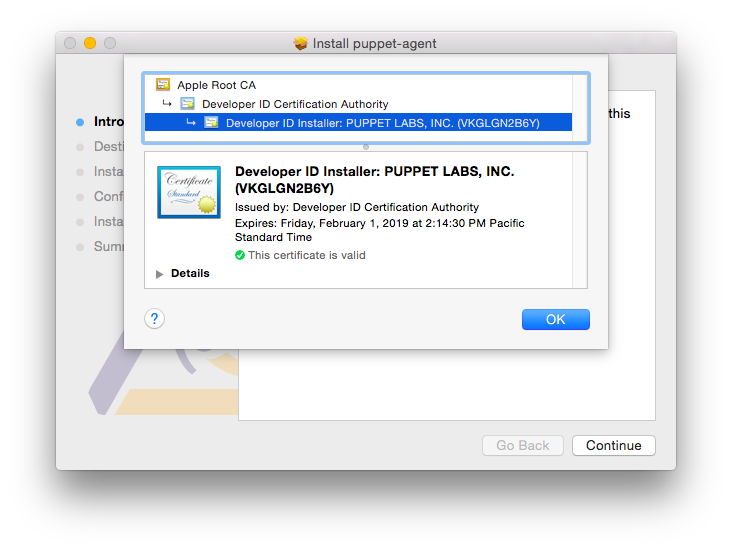 Install puppet-agent
Apple Root CA
Developer ID Certification Authority
Developer ID Installer: PUPPET LABS, INC. (VKGLGN2B6Y)
this
Intro
Desti
Insta
Conf
Insta
Summ
Certificate
Standard
Developer ID Installer: PUPPET LABS, INC.
(VKGLGN2B6Y)
Issued by: Developer ID Certification Authority
Expires: Friday, February 1, 2019 at 2:14:30 PM Pacific
Standard Time
This certificate is valid
Details
?
OK
Go Back
Continue